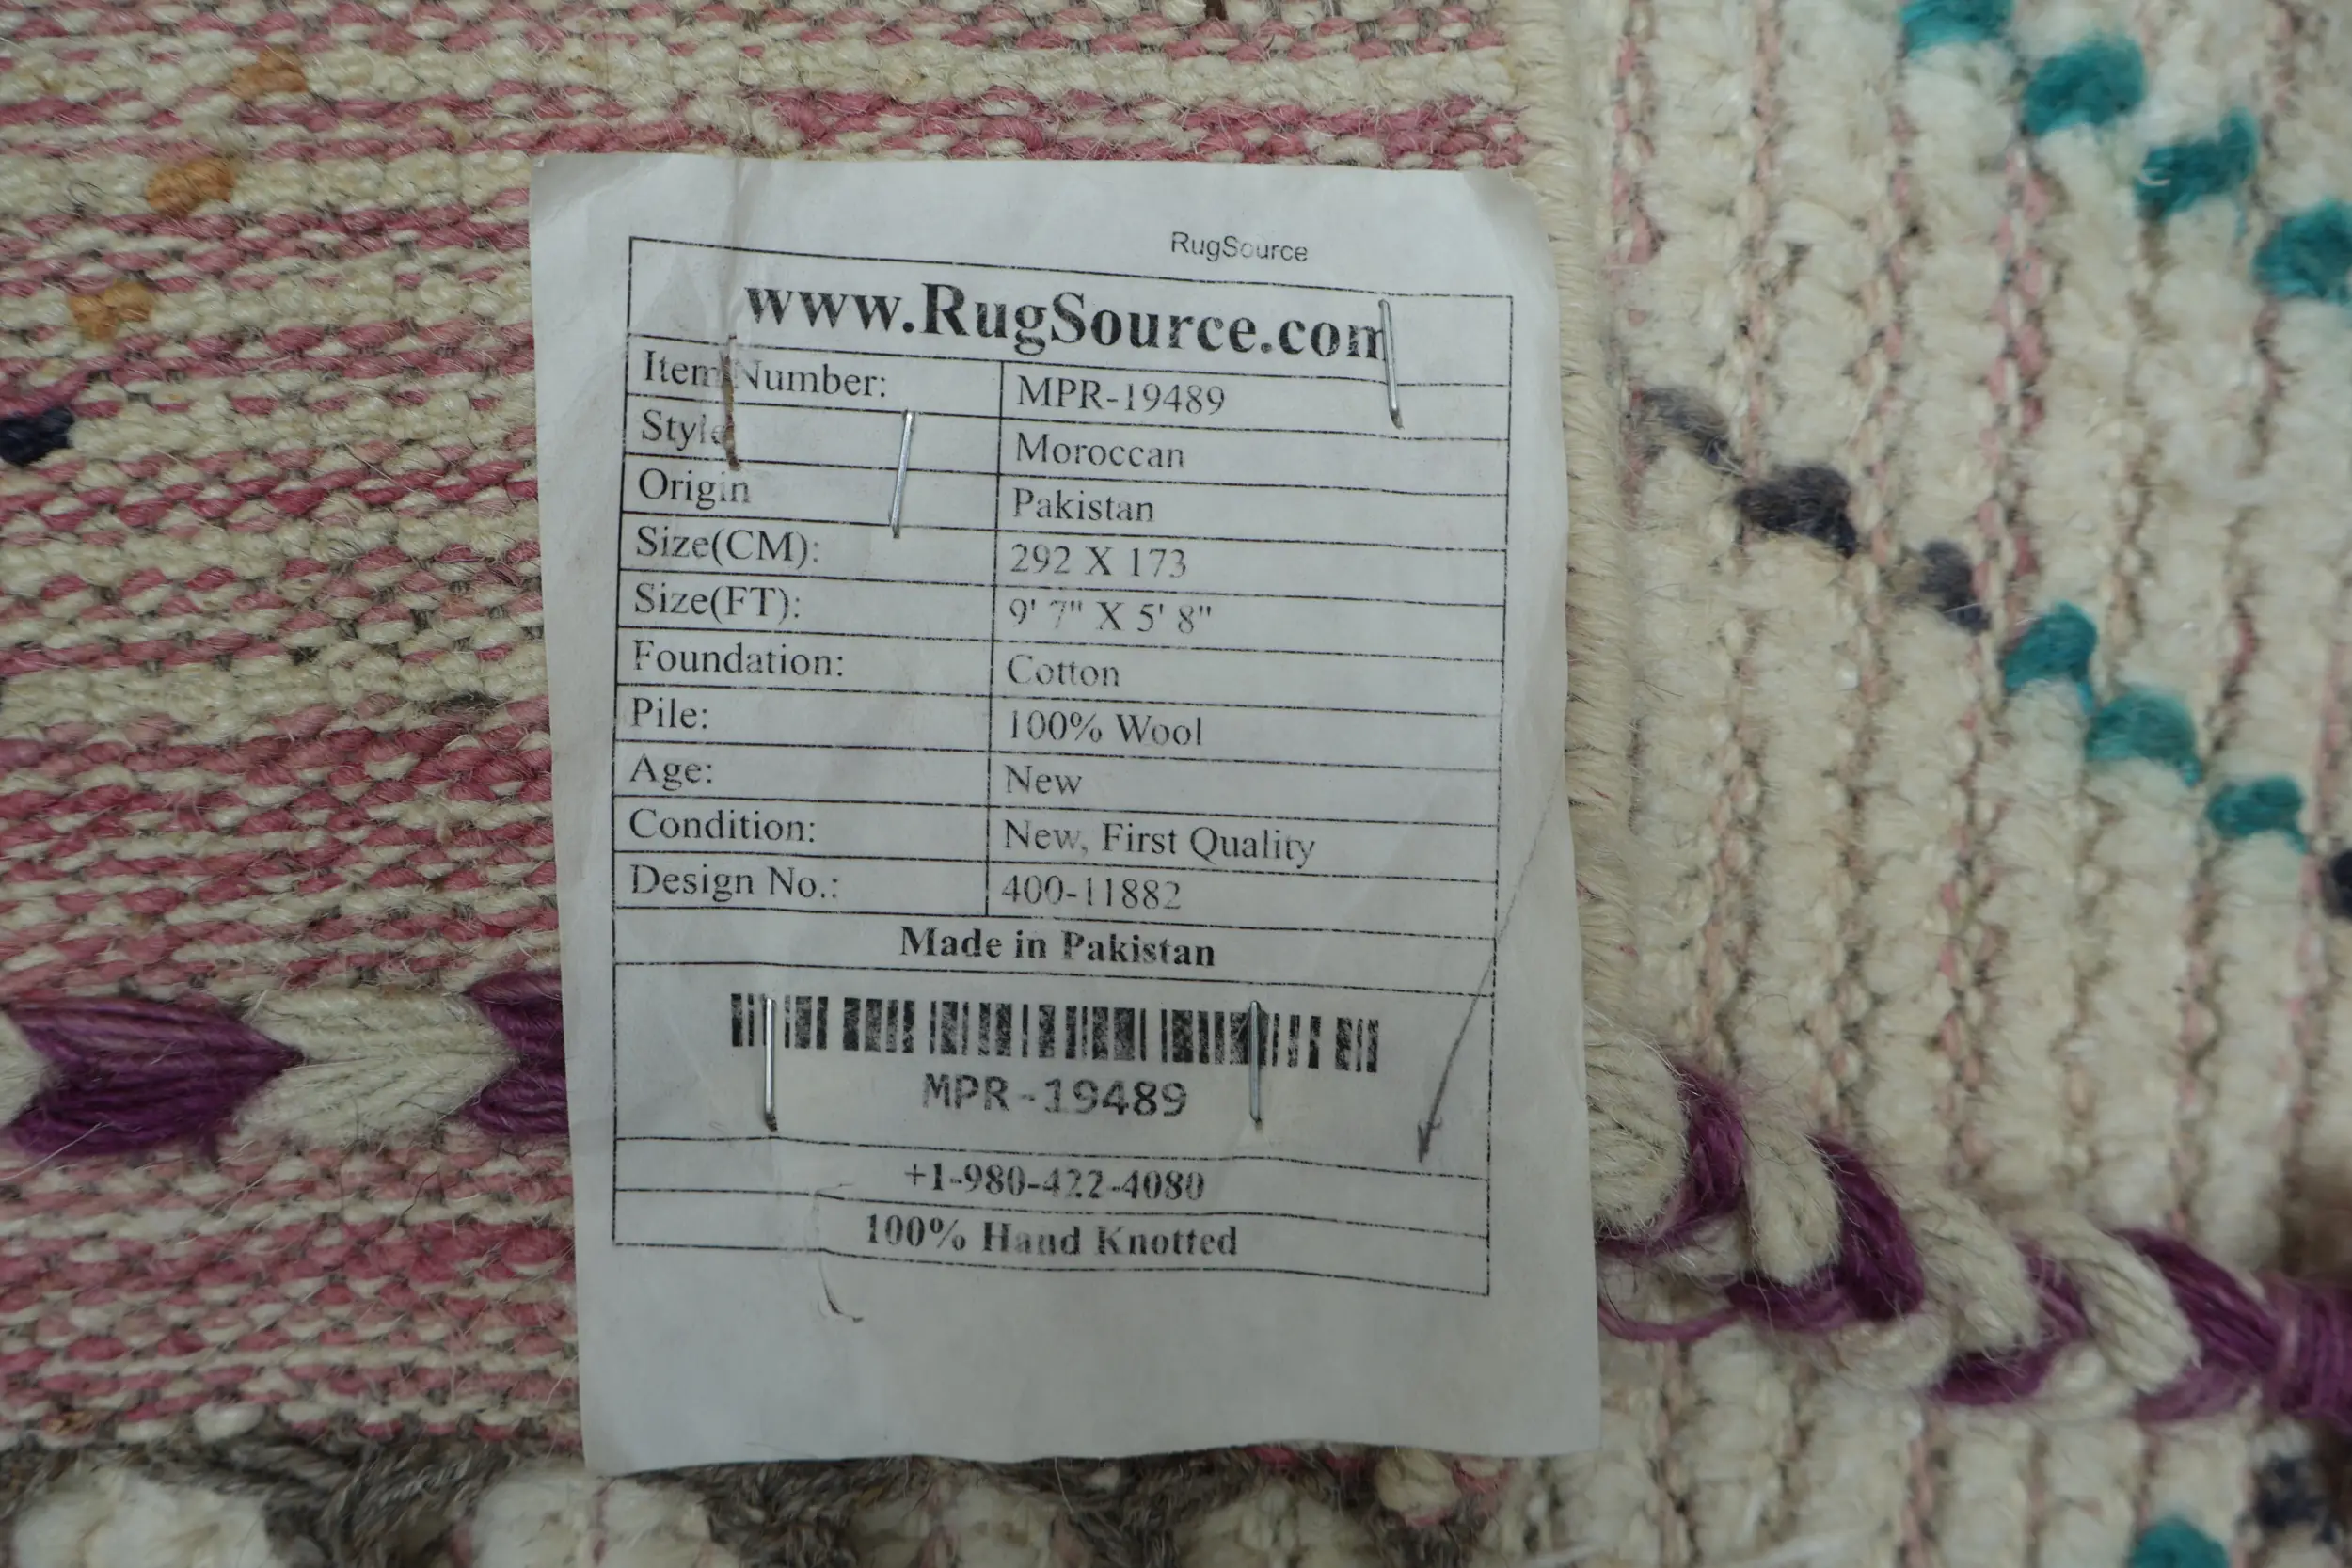 RugSource
www.RugSource.com
Item Number: MPR-19489
Style Moroccan
Origin Pakistan
Size(CM): 292 X 173
Size(FT): 9' 7" X 5' 8"
Foundation: Cotton
Pile: 100% Wool
Age: New
Condition: New, First Quality
Design No.: 400-11882
Made in Pakistan
MPR-19489
+1-980-422-4080
100% Hand Knotted